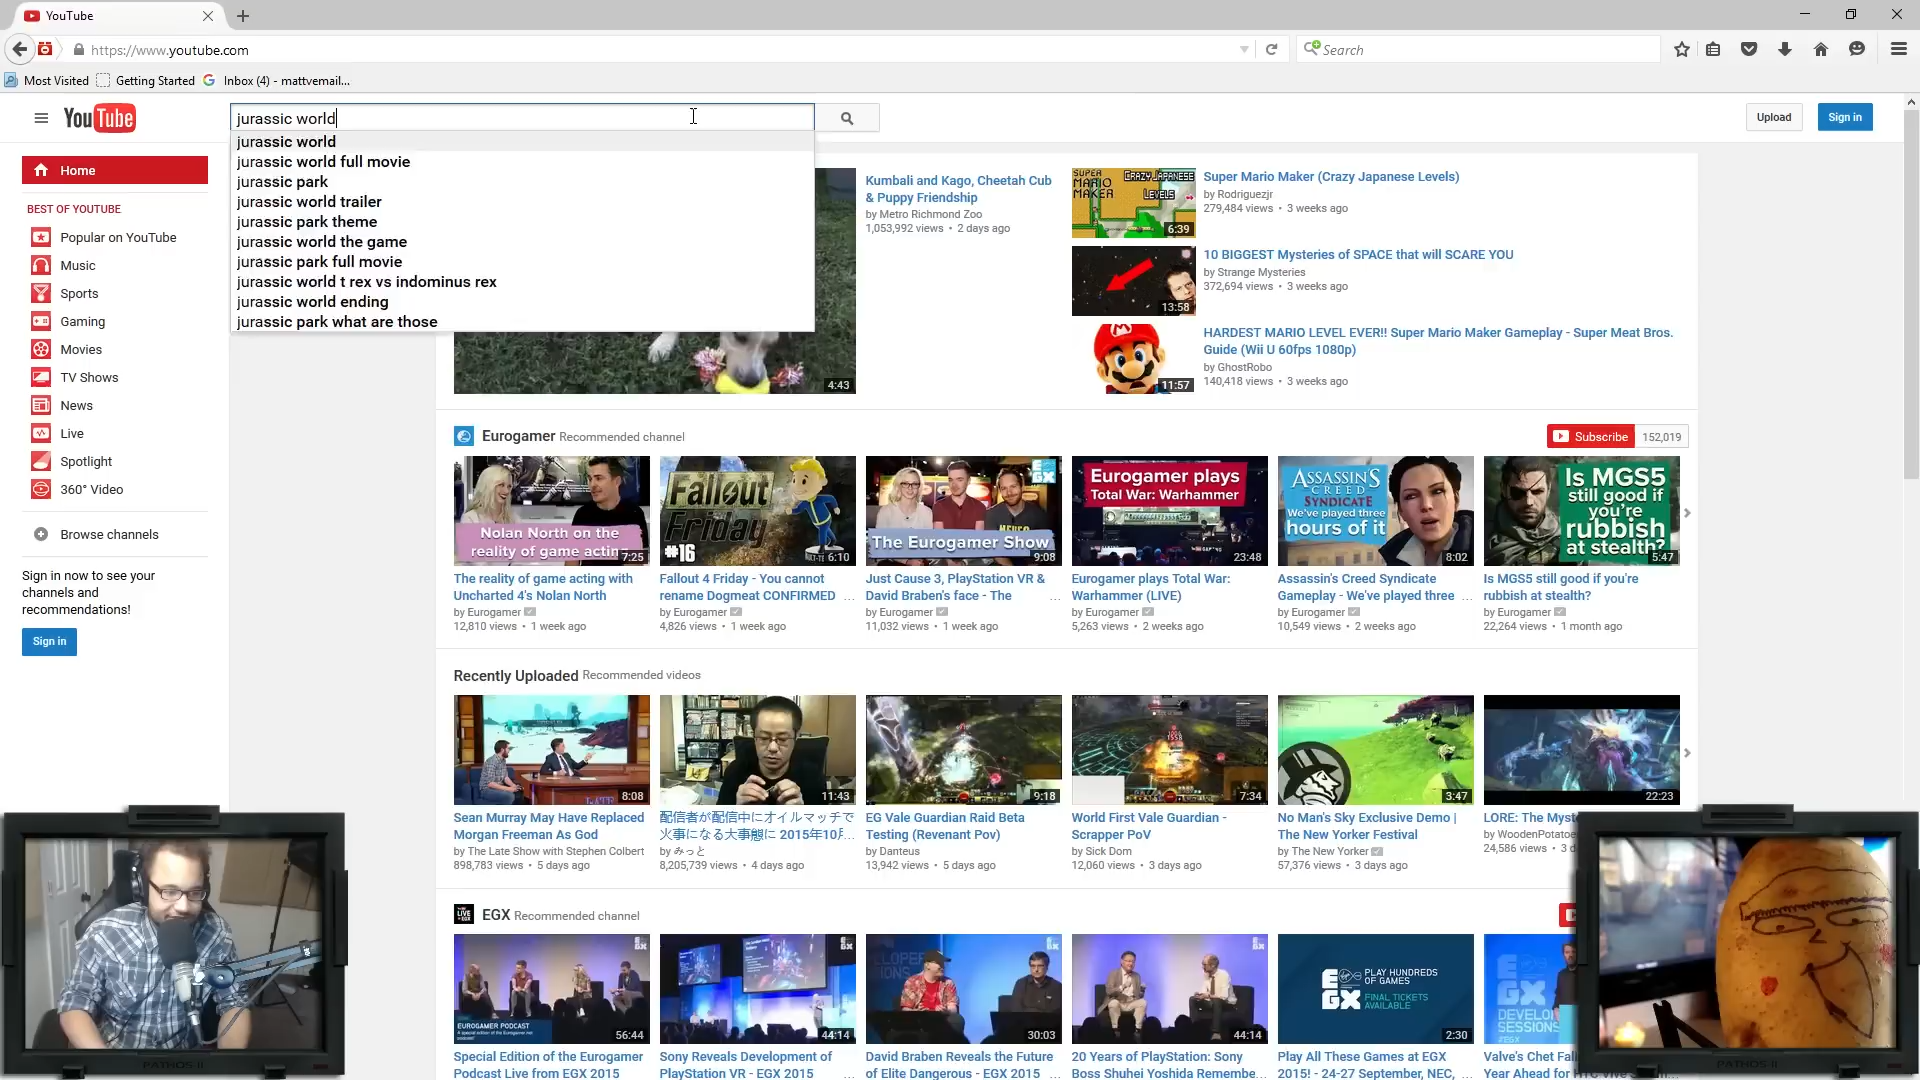 YouTube
https://www.youtube.com
Search
Most Visited
Getting Started
Inbox (4) - mattvemail...
YouTube
jurassic world
Upload
Sign in
jurassic world
jurassic world full movie
jurassic park
jurassic world trailer
jurassic park theme
jurassic world the game
jurassic park full movie
jurassic world t rex vs indominus rex
jurassic world ending
jurassic park what are those
Home
BEST OF YOUTUBE
Popular on YouTube
Music
Sports
Gaming
Movies
TV Shows
News
Live
Spotlight
360° Video
Browse channels
Sign in now to see your
channels and
recommendations!
Sign in
4:43
Kumbali and Kago, Cheetah Cub
& Puppy Friendship
by Metro Richmond Zoo
1,053,992 views • 2 days ago
SUPER
MARIO
MAKER
CRAZY JAPANESE
LEVELS
6:39
Super Mario Maker (Crazy Japanese Levels)
by Rodriguezjr
279,484 views • 3 weeks ago
13:58
10 BIGGEST Mysteries of SPACE that will SCARE YOU
by Strange Mysteries
372,694 views • 3 weeks ago
11:57
HARDEST MARIO LEVEL EVER!! Super Mario Maker Gameplay - Super Meat Bros.
Guide (Wii U 60fps 1080p)
by GhostRobo
140,418 views • 3 weeks ago
Eurogamer Recommended channel
Subscribe 152,019
Nolan North on the
reality of game actin
7:25
The reality of game acting with
Uncharted 4's Nolan North
by Eurogamer
12,810 views • 1 week ago
Fallout
Friday
#16
6:10
Fallout 4 Friday - You cannot
rename Dogmeat CONFIRMED ...
by Eurogamer
4,826 views • 1 week ago
EGX
The Eurogamer Show
9:08
Just Cause 3, PlayStation VR &
David Braben's face - The ...
by Eurogamer
11,032 views • 1 week ago
Eurogamer plays
Total War: Warhammer
23:48
Eurogamer plays Total War:
Warhammer (LIVE)
by Eurogamer
5,263 views • 2 weeks ago
ASSASSIN'S
CREED
SYNDICATE
We've played three
hours of it
8:02
Assassin's Creed Syndicate
Gameplay - We've played three ...
by Eurogamer
10,549 views • 2 weeks ago
Is MGS5
still good if
you're
rubbish
at stealth?
5:47
Is MGS5 still good if you're
rubbish at stealth?
by Eurogamer
22,264 views • 1 month ago
Recently Uploaded Recommended videos
8:08
Sean Murray May Have Replaced
Morgan Freeman As God
by The Late Show with Stephen Colbert
898,783 views • 5 days ago
11:43
配信者が配信中にオイルマッチで
火事になる大事態に 2015年10月...
by みっと
8,205,739 views • 4 days ago
9:18
EG Vale Guardian Raid Beta
Testing (Revenant Pov)
by Danteus
13,942 views • 5 days ago
7:34
World First Vale Guardian -
Scrapper PoV
by Sick Dom
12,060 views • 3 days ago
3:47
No Man's Sky Exclusive Demo |
The New Yorker Festival
by The New Yorker
57,376 views • 3 days ago
22:23
LORE: The Myst
by WoodenPotatoe
24,586 views • 3 d
EGX Recommended channel
EGX
EUROGAMER PODCAST
56:44
Special Edition of the Eurogamer
Podcast Live from EGX 2015
EGX
44:14
Sony Reveals Development of
PlayStation VR - EGX 2015 ...
EGX
30:03
David Braben Reveals the Future
of Elite Dangerous - EGX 2015
EGX
44:14
20 Years of PlayStation: Sony
Boss Shuhei Yoshida Remembe...
EGX
PLAY HUNDREDS
OF GAMES
FINAL TICKETS
AVAILABLE
2:30
Play All These Games at EGX
2015! - 24-27 September, NEC, ...
EGX
DEVELO
SESSIONS
Valve's Chet Fal
Year Ahead for HTC Vive
PATHOS II
PATHOS II